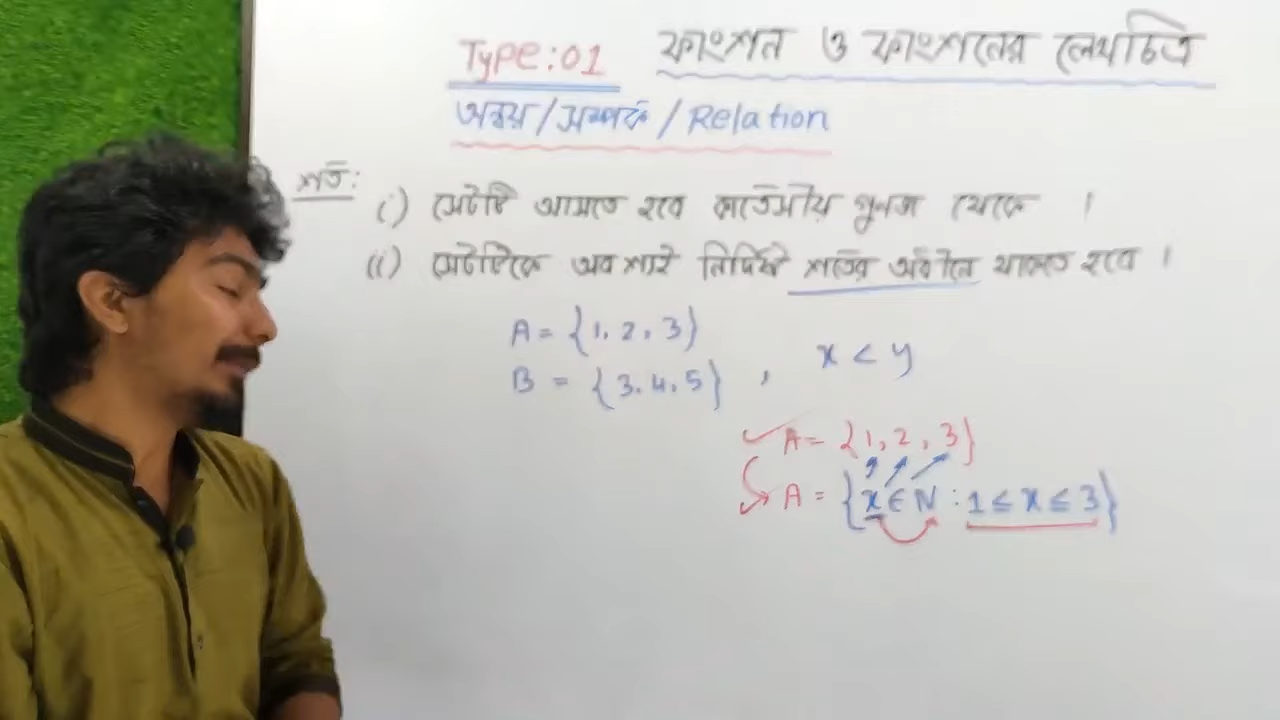 Type:01 ফাংশন ও ফাংশনের লেখচিত্র
অন্বয়/সম্পর্ক/Relation
শর্ত:
i) সেটটি আসতে হবে কার্তেসীয় গুনজ থেকে ।
ii) সেটটিকে অবশ্যই নির্দিষ্ট শর্তের অধীনে থাকতে হবে ।
A = {1, 2, 3}
B = {3, 4, 5} , x < y
A = {1, 2, 3}
A = {x ∈ N : 1 ≤ x ≤ 3}